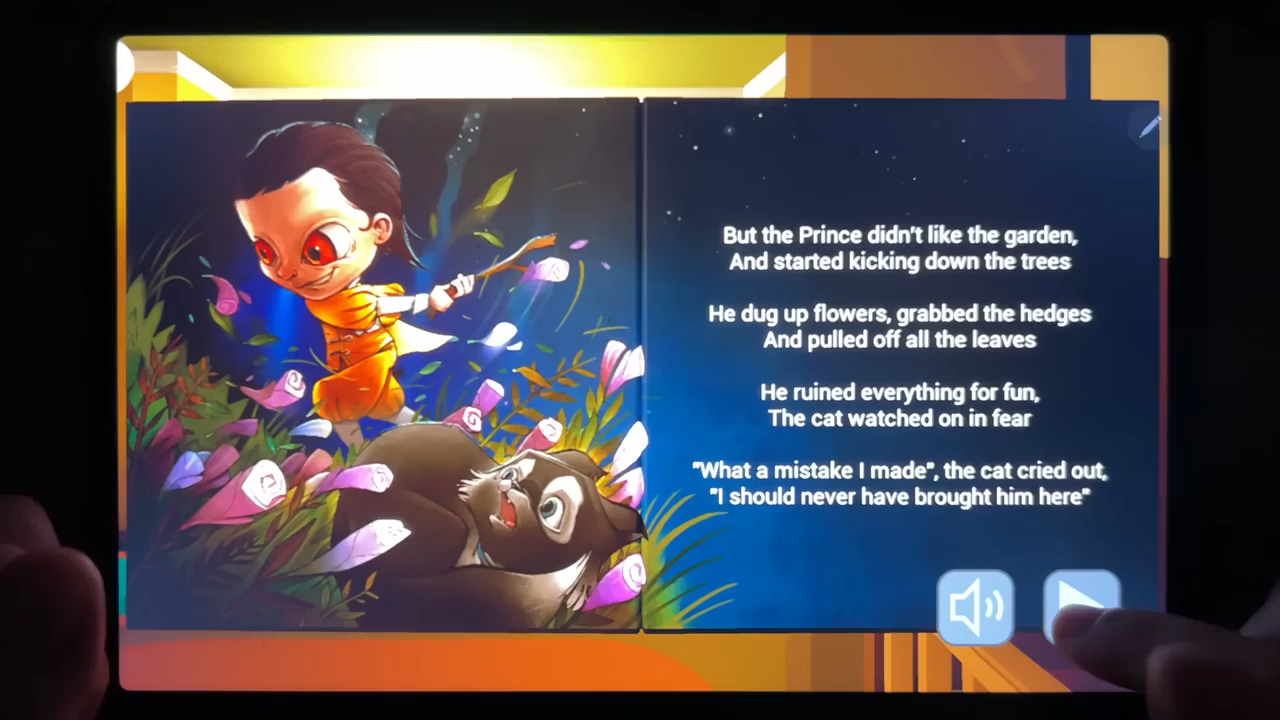 But the Prince didn't like the garden,
And started kicking down the trees
He dug up flowers, grabbed the hedges
And pulled off all the leaves
He ruined everything for fun,
The cat watched on in fear
"What a mistake I made", the cat cried out,
"I should never have brought him here"